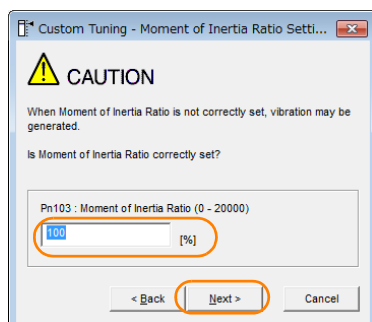 Custom Tuning - Moment of Inertia Ratio Setti...
CAUTION
When Moment of Inertia Ratio is not correctly set, vibration may be
generated.
Is Moment of Inertia Ratio correctly set?
Pn103 : Moment of Inertia Ratio (0 - 20000)
100 [%]
< Back Next > Cancel